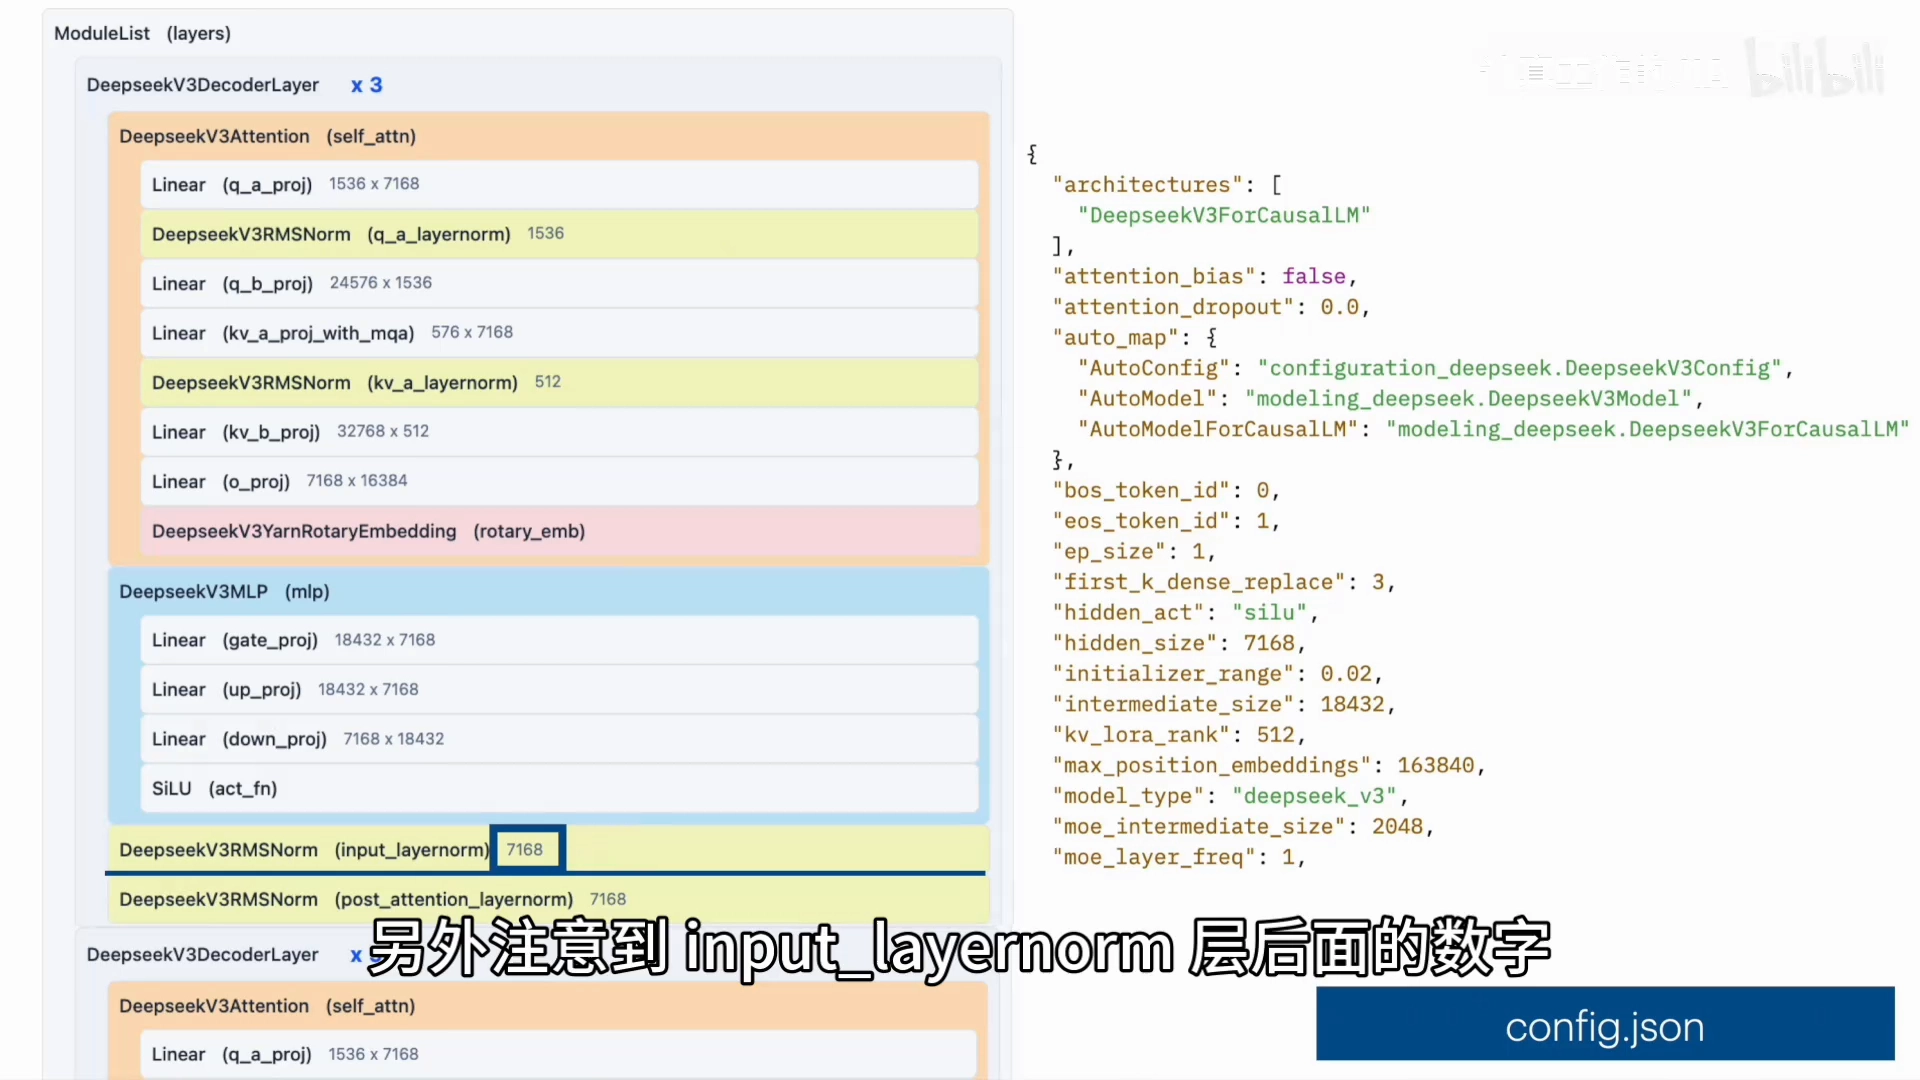 ModuleList (layers)
DeepseekV3DecoderLayer x 3
DeepseekV3Attention (self_attn)
Linear (q_a_proj) 1536 x 7168
DeepseekV3RMSNorm (q_a_layernorm) 1536
Linear (q_b_proj) 24576 x 1536
Linear (kv_a_proj_with_mqa) 576 x 7168
DeepseekV3RMSNorm (kv_a_layernorm) 512
Linear (kv_b_proj) 32768 x 512
Linear (o_proj) 7168 x 16384
DeepseekV3YarnRotaryEmbedding (rotary_emb)
DeepseekV3MLP (mlp)
Linear (gate_proj) 18432 x 7168
Linear (up_proj) 18432 x 7168
Linear (down_proj) 7168 x 18432
SiLU (act_fn)
DeepseekV3RMSNorm (input_layernorm) 7168
DeepseekV3RMSNorm (post_attention_layernorm) 7168
DeepseekV3DecoderLayer x
DeepseekV3Attention (self_attn)
Linear (q_a_proj) 1536 x 7168
bilibili
{
"architectures": [
"DeepseekV3ForCausalLM"
],
"attention_bias": false,
"attention_dropout": 0.0,
"auto_map": {
"AutoConfig": "configuration_deepseek.DeepseekV3Config",
"AutoModel": "modeling_deepseek.DeepseekV3Model",
"AutoModelForCausalLM": "modeling_deepseek.DeepseekV3ForCausalLM"
},
"bos_token_id": 0,
"eos_token_id": 1,
"ep_size": 1,
"first_k_dense_replace": 3,
"hidden_act": "silu",
"hidden_size": 7168,
"initializer_range": 0.02,
"intermediate_size": 18432,
"kv_lora_rank": 512,
"max_position_embeddings": 163840,
"model_type": "deepseek_v3",
"moe_intermediate_size": 2048,
"moe_layer_freq": 1,
另外注意到 input_layernorm 层后面的数字
config.json